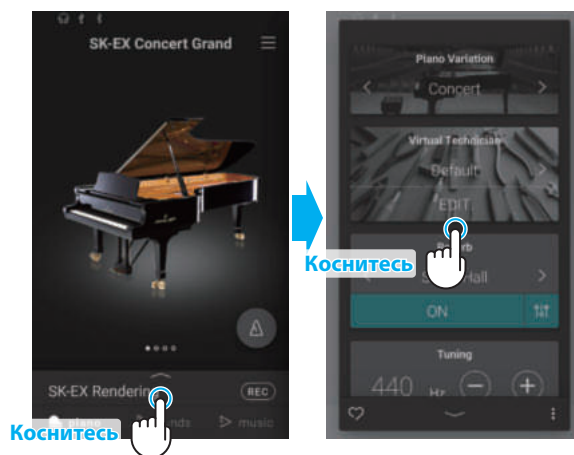 SK-EX Concert Grand
SK-EX Rendering
REC
music
Коснитесь
Piano Variation
Concert
Virtual Technician
Default
EDIT
Коснитесь
Hall
ON
Tuning
440 Hz